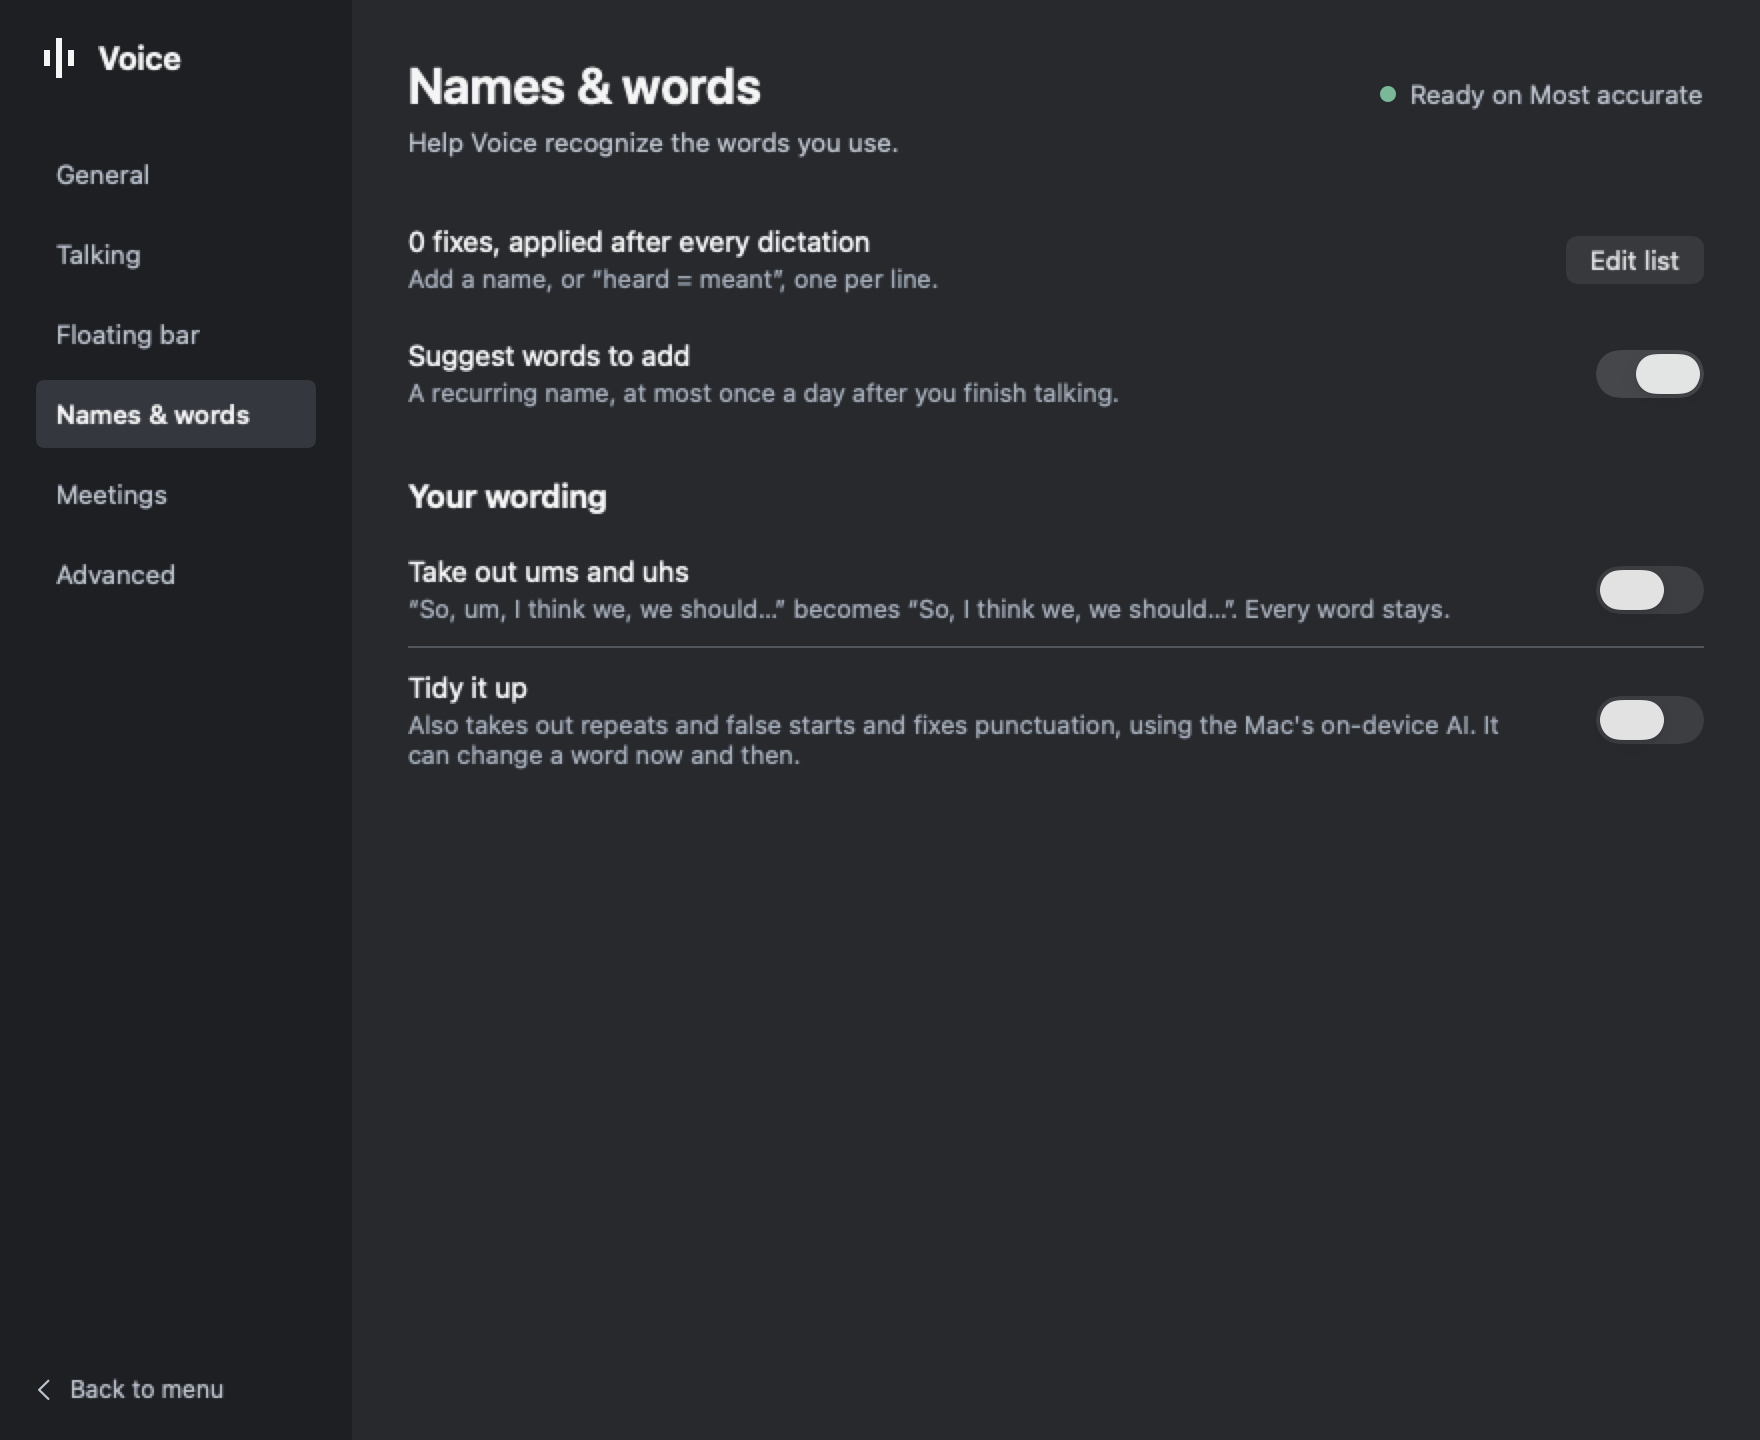 Voice
General
Talking
Floating bar
Names & words
Meetings
Advanced
Back to menu
Names & words
Help Voice recognize the words you use.
Ready on Most accurate
0 fixes, applied after every dictation
Add a name, or “heard = meant”, one per line.
Edit list
Suggest words to add
A recurring name, at most once a day after you finish talking.
Your wording
Take out ums and uhs
“So, um, I think we, we should…” becomes “So, I think we, we should…”. Every word stays.
Tidy it up
Also takes out repeats and false starts and fixes punctuation, using the Mac's on-device AI. It
can change a word now and then.